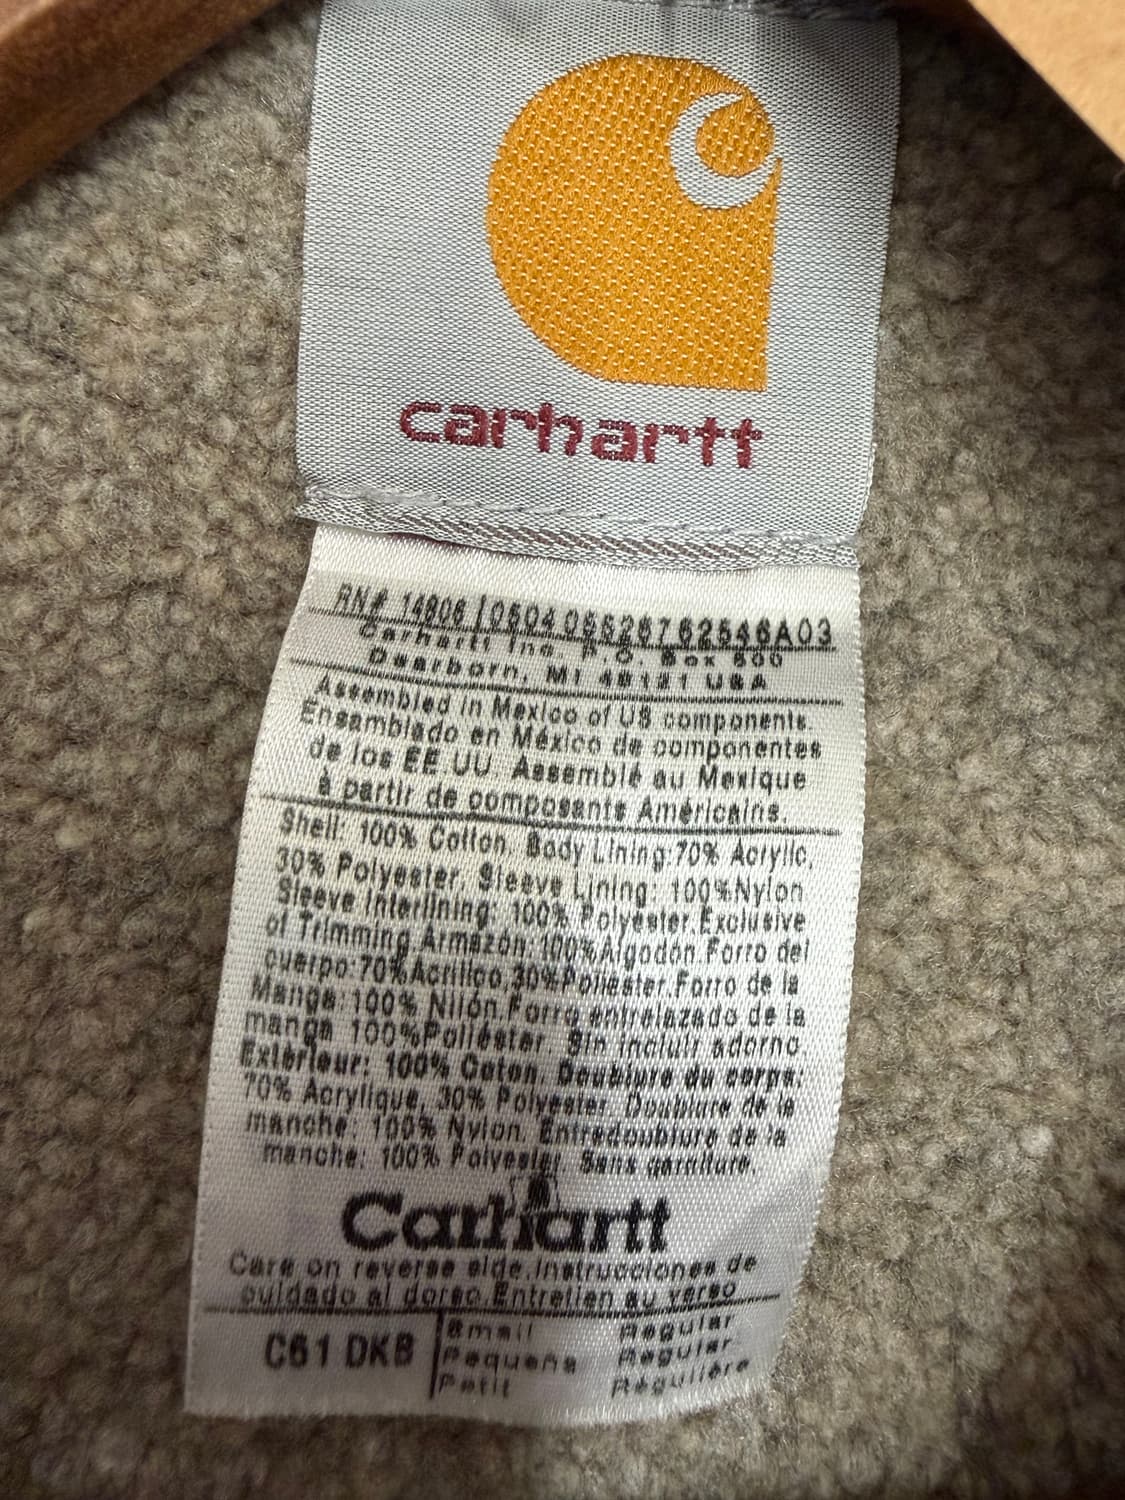 carhartt
RN# 14806 0504055267 62546A03
Carhartt Inc. P.O. Box 600
Dearborn, MI 48121 USA
Assembled in Mexico of US components.
Ensamblado en México de componentes
de los EE.UU. Assemblé au Mexique
à partir de composants Américains.
Shell: 100% Cotton. Body Lining:70% Acrylic,
30% Polyester. Sleeve Lining: 100%Nylon
Sleeve Interlining: 100% Polyester.Exclusive
of Trimming.Armazón:100%Algodon.Forro del
cuerpo:70%Acrílico,30%Poliéster.Forro de la
Manga:100% Nilón.Forro entrelazado de la
manga 100%Poliéster. Sin incluir adorno.
Extérieur: 100% Coton. Doublure du corps:
70% Acrylique, 30% Polyester. Doublure de la
manche: 100% Nylon. Entredoublure de la
manche: 100% Polyester. Sans garniture.
Carhartt
Care on reverse side.Instrucciones de
cuidado al dorso.Entretien au verso
C61 DKB
Small Regular
Pequeña Regular
Petit Régulière